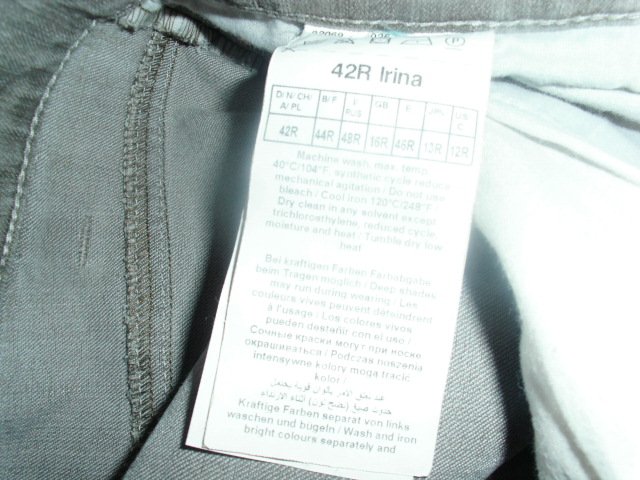 42R Irina
D/N/CH/ B/F I GB E US
A/PL RUS C
42R 44R 48R 16R 46R 13R 12R
Machine wash, max. temp.
40°C/104°F, synthetic cycle reduce
mechanical agitation / Do not use
bleach / Cool iron 120°C/248°F
Dry clean in any solvent except
trichloroethylene, reduced cycle,
moisture and heat / Tumble dry low
heat
Bei kräftigen Farben Farbabgabe
beim Tragen möglich / Deep shades
may run during wearing / Les
couleurs vives peuvent déteindre
à l'usage / Los colores vivos
pueden desteñir con el uso
Сочные краски могут при носке
окрашиваться / Podczas noszenia
intensywne kolory mogą tracić
kolor /
Kräftige Farben separat von links
waschen und bügeln / Wash and iron
bright colours separately and